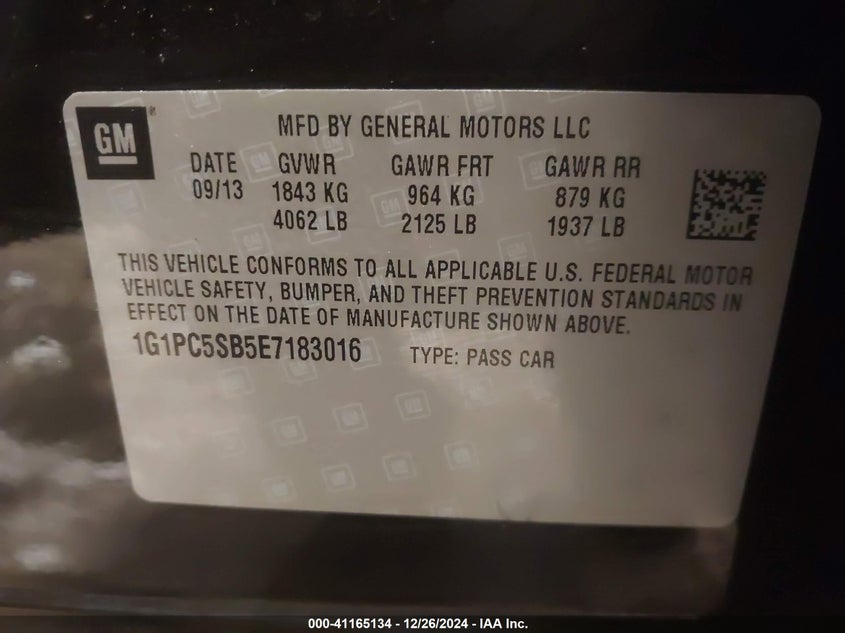 GM
MFD BY GENERAL MOTORS LLC
DATE GVWR GAWR FRT GAWR RR
09/13 1843 KG 964 KG 879 KG
4062 LB 2125 LB 1937 LB
THIS VEHICLE CONFORMS TO ALL APPLICABLE U.S. FEDERAL MOTOR
VEHICLE SAFETY, BUMPER, AND THEFT PREVENTION STANDARDS IN
EFFECT ON THE DATE OF MANUFACTURE SHOWN ABOVE.
1G1PC5SB5E7183016 TYPE: PASS CAR
000-41165134 - 12/26/2024 - IAA Inc.